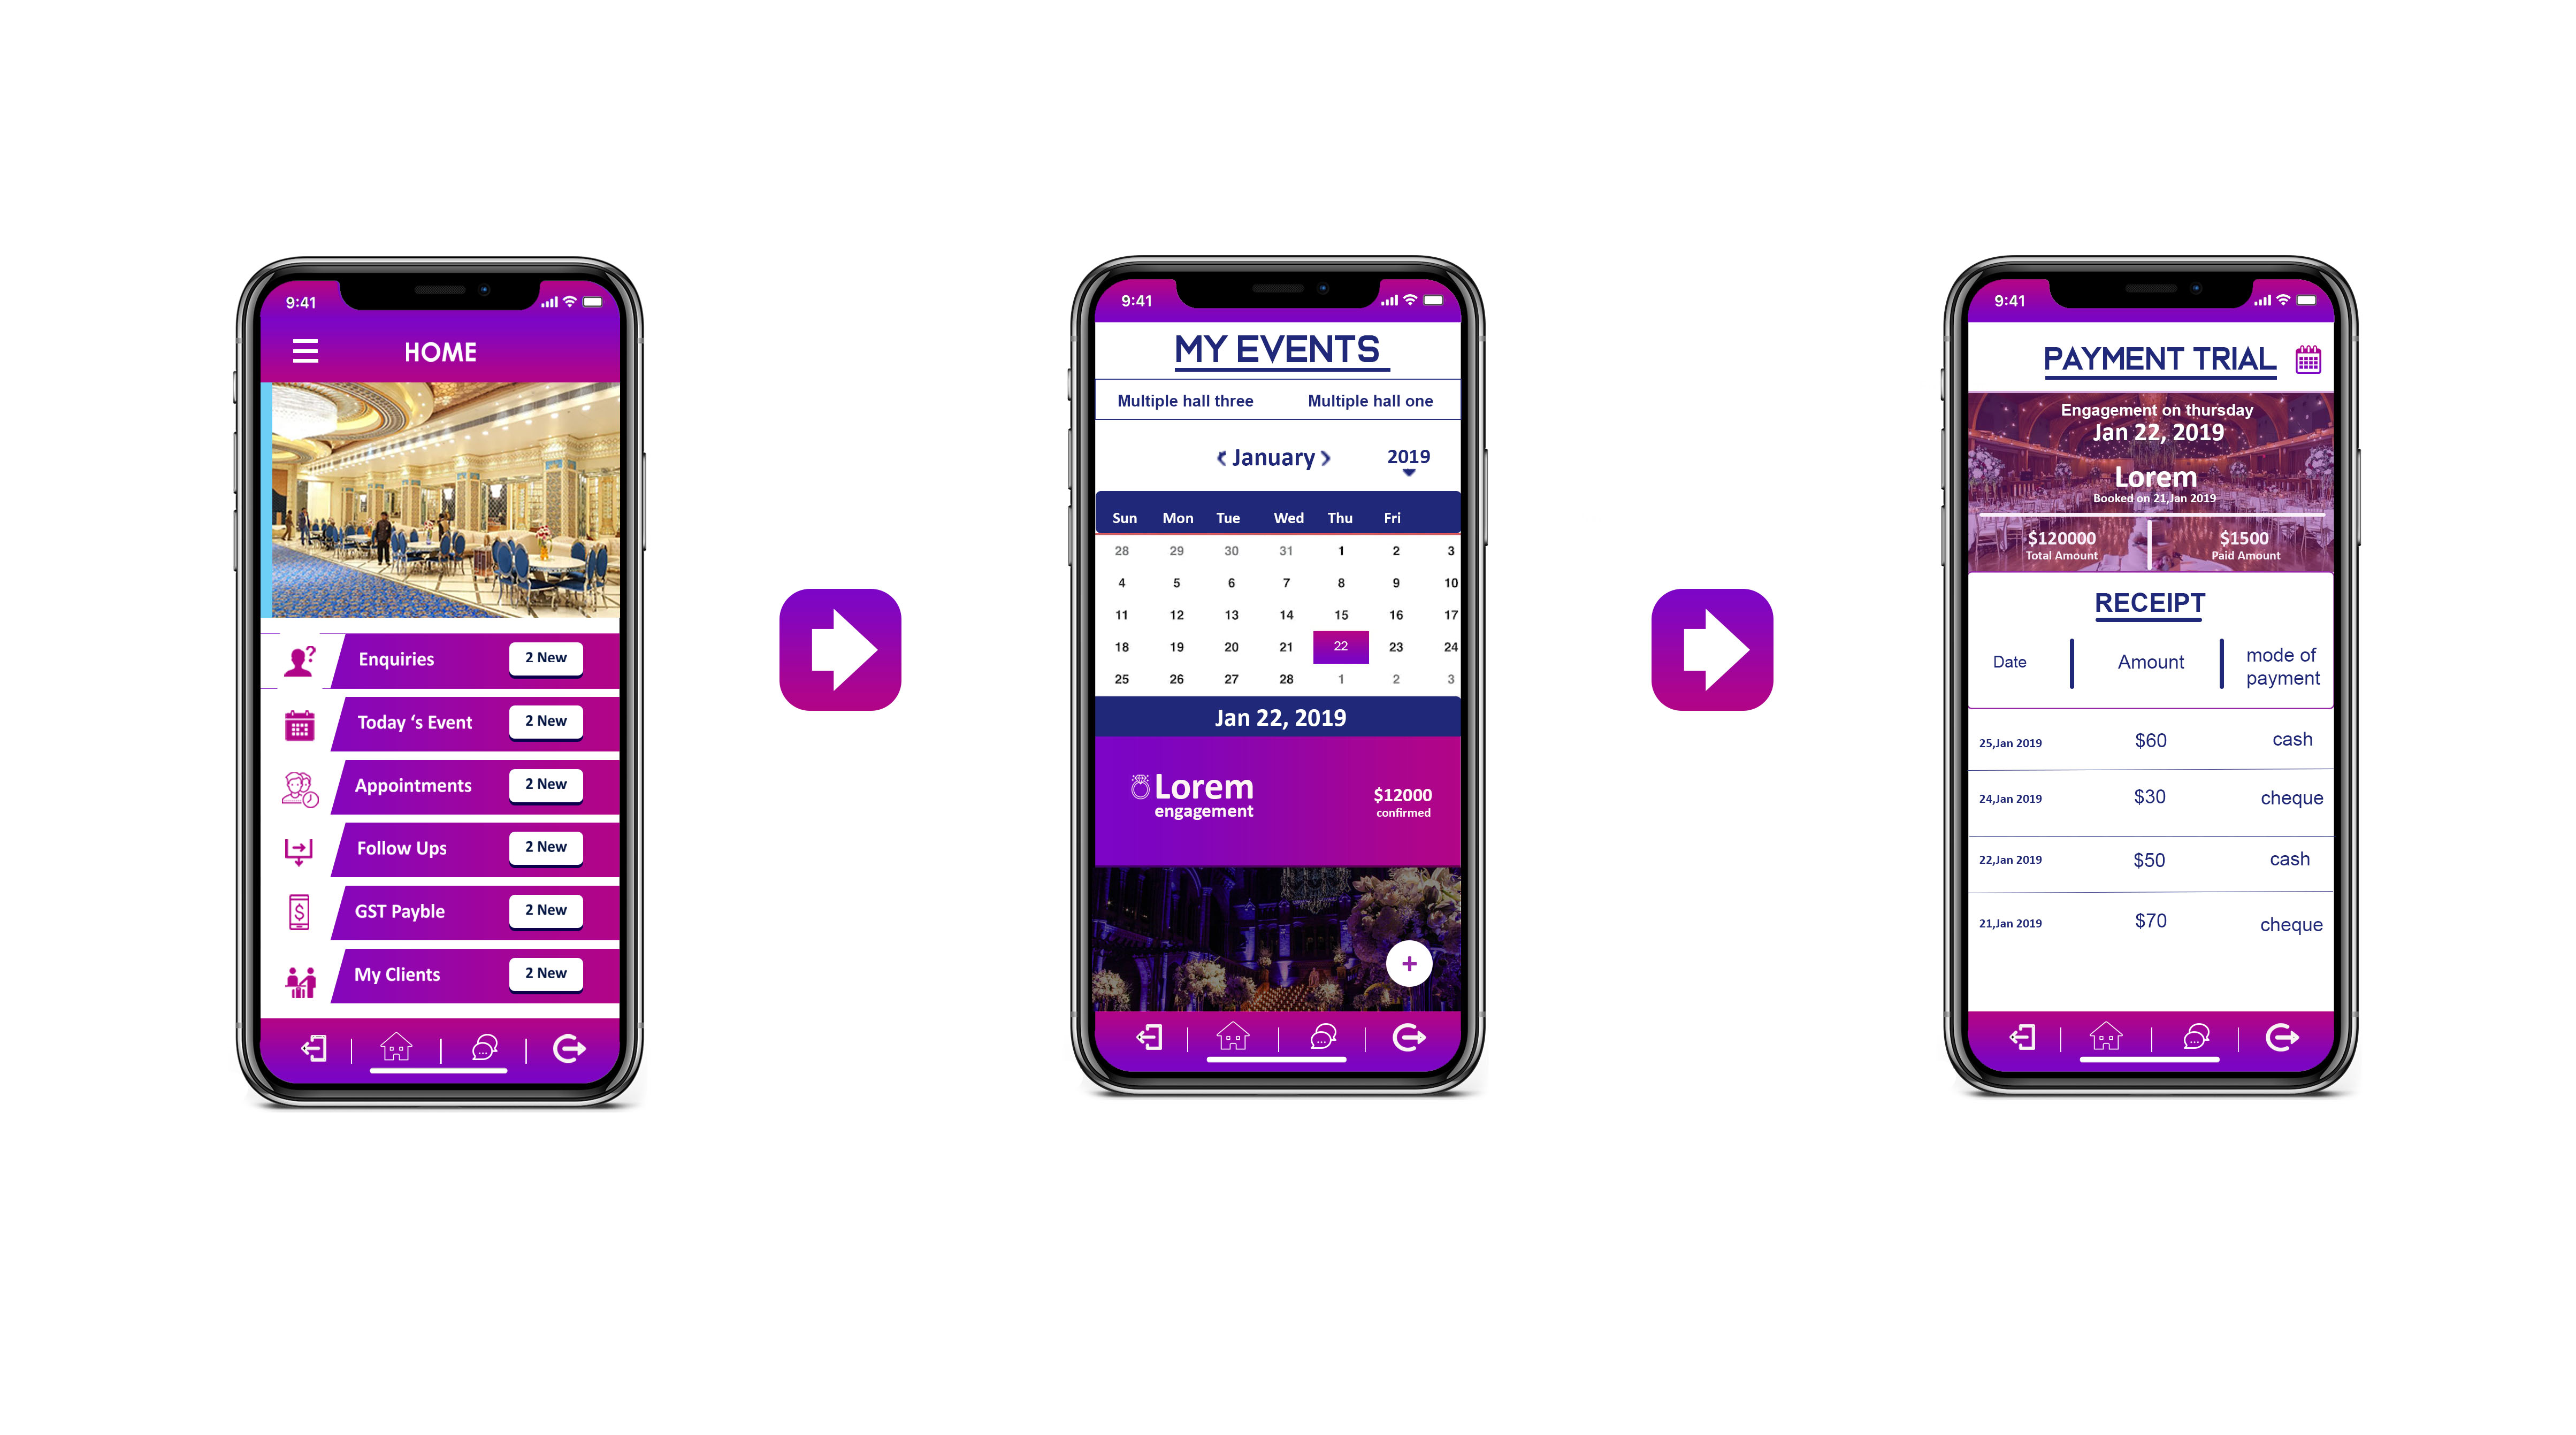 9:41
HOME
Enquiries 2 New
Today ‘s Event 2 New
Appointments 2 New
Follow Ups 2 New
GST Payble 2 New
My Clients 2 New
9:41
MY EVENTS
Multiple hall three Multiple hall one
January 2019
Sun Mon Tue Wed Thu Fri
28 29 30 31 1 2 3
4 5 6 7 8 9 10
11 12 13 14 15 16 17
18 19 20 21 22 23 24
25 26 27 28 1 2 3
Jan 22, 2019
Lorem
engagement
$12000
confirmed
+
9:41
PAYMENT TRIAL
Engagement on thursday
Jan 22, 2019
Lorem
Booked on 21,Jan 2019
$120000 $1500
Total Amount Paid Amount
RECEIPT
Date Amount mode of
payment
25,Jan 2019 $60 cash
24,Jan 2019 $30 cheque
22,Jan 2019 $50 cash
21,Jan 2019 $70 cheque